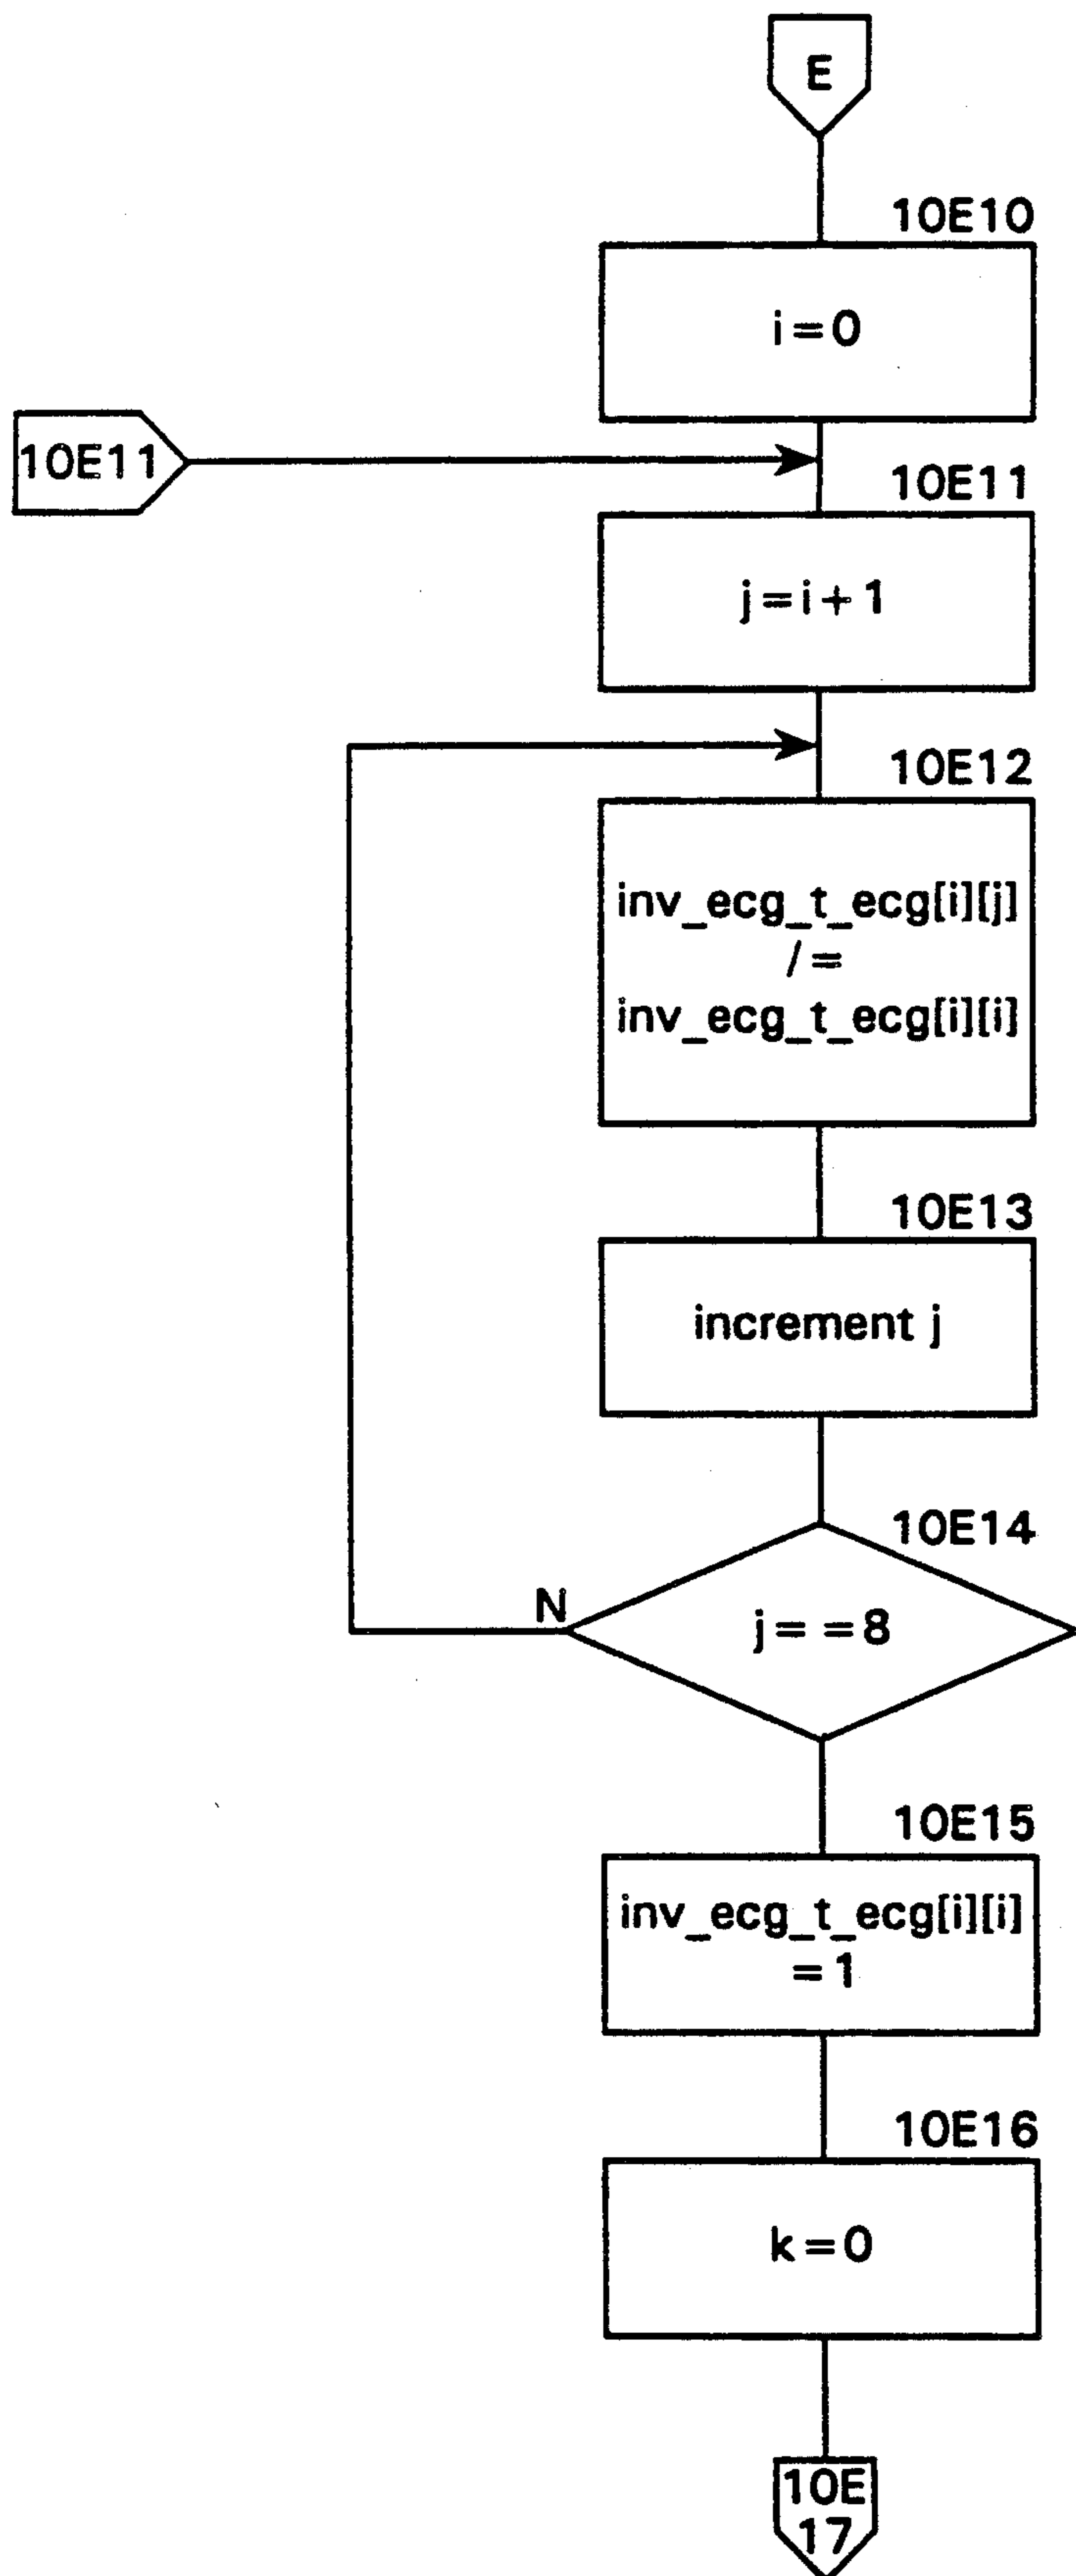 E
10E10
i=0
10E11
10E11
j=i+1
10E12
inv_ecg_t_ecg[i][j]
/=
inv_ecg_t_ecg[i][i]
10E13
increment j
10E14
N
j==8
10E15
inv_ecg_t_ecg[i][i]
=1
10E16
k=0
10E
17